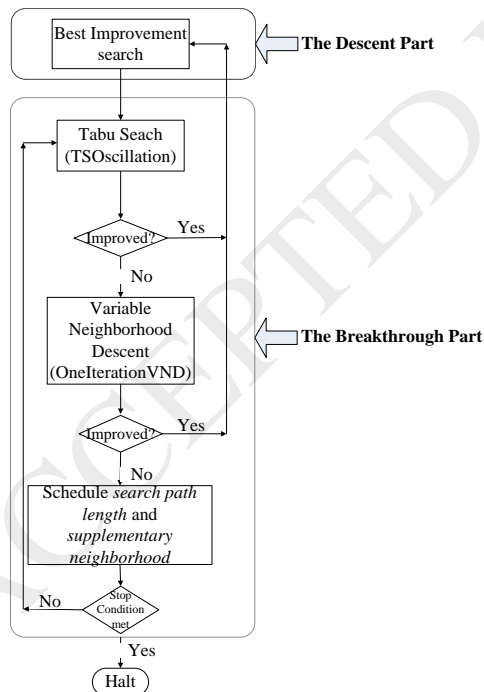 Best Improvement
search
The Descent Part
Tabu Seach
(TSOscillation)
Improved?
Yes
No
Variable
Neighborhood
Descent
(OneIterationVND)
The Breakthrough Part
Improved?
Yes
No
Schedule search path
length and
supplementary
neighborhood
No
Stop
Condition
met
Yes
Halt
ACCEPTED